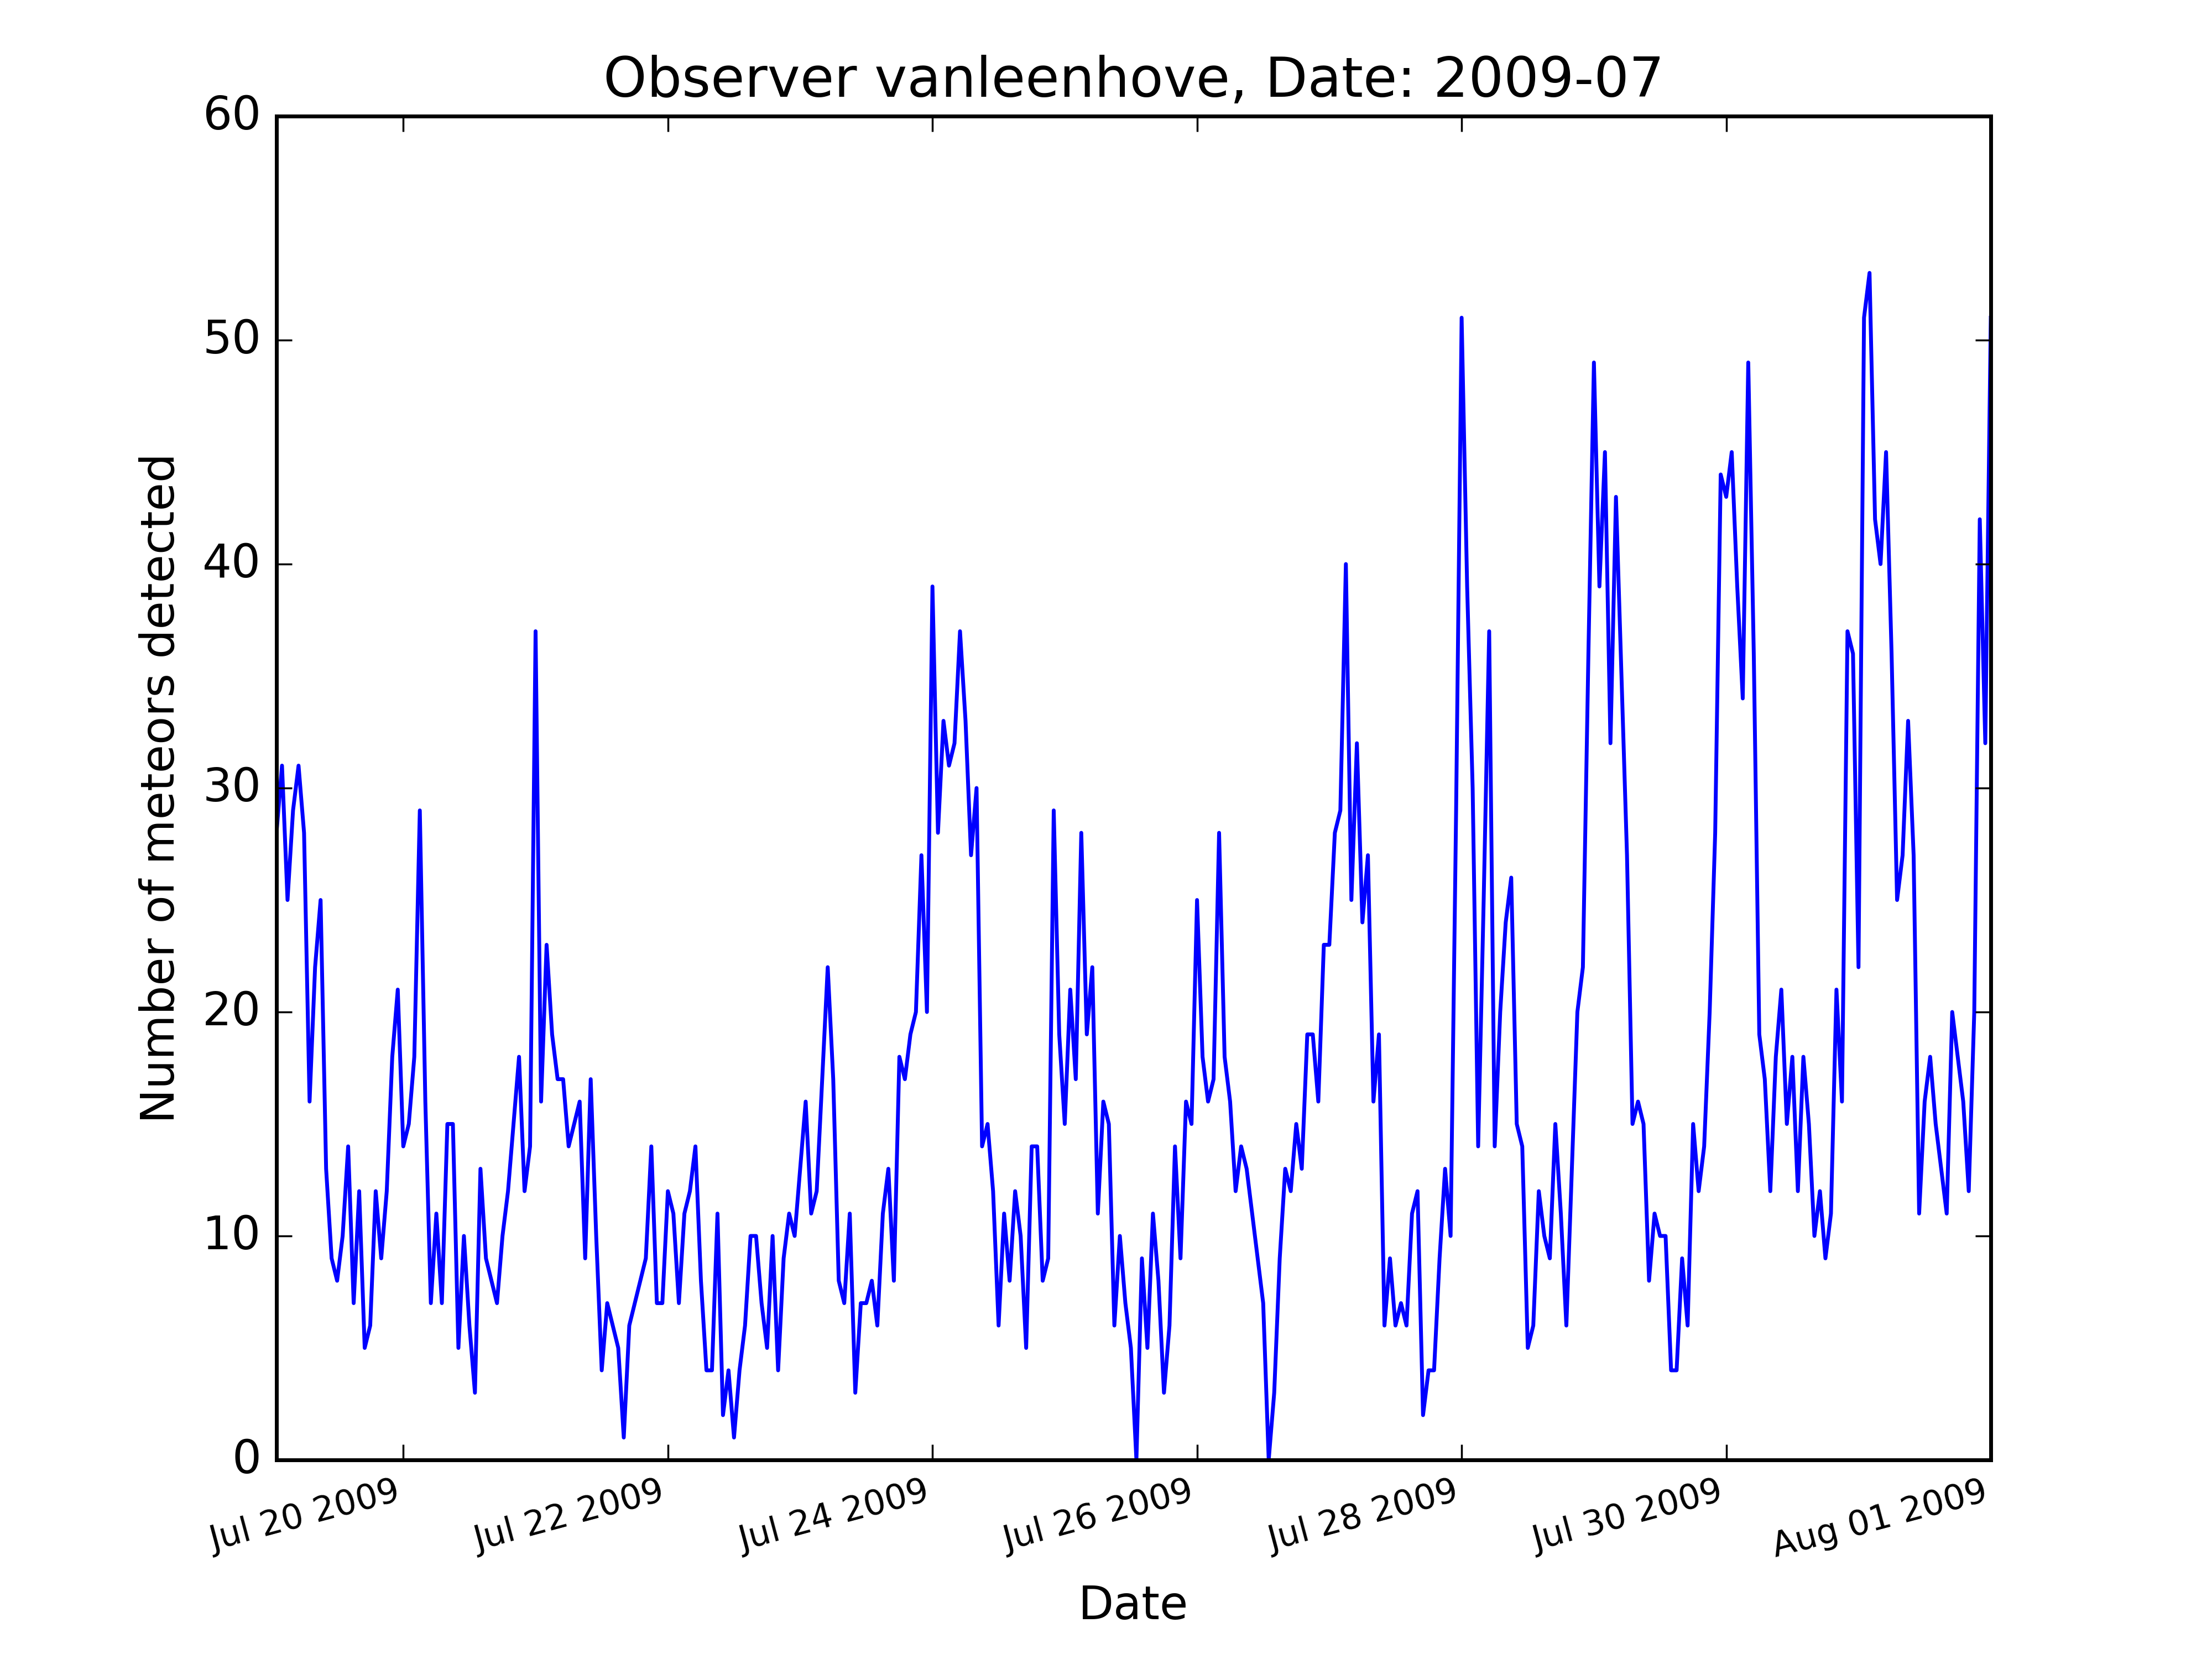 Observer vanleenhove, Date: 2009-07
60
50
40
30
20
10
0
Number of meteors detected
Jul 20 2009
Jul 22 2009
Jul 24 2009
Jul 26 2009
Jul 28 2009
Jul 30 2009
Aug 01 2009
Date